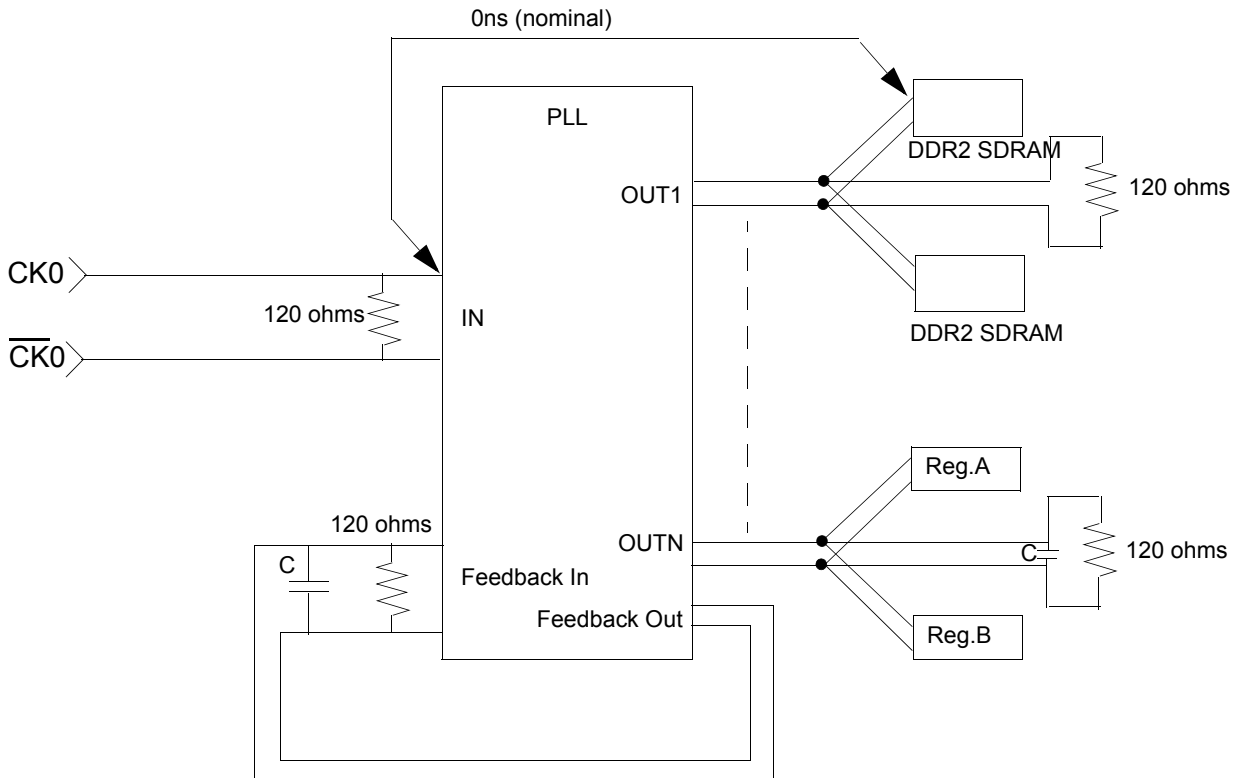 0ns (nominal)
PLL
DDR2 SDRAM
OUT1
120 ohms
CK0
120 ohms
IN
C̅K̅0
DDR2 SDRAM
Reg.A
120 ohms
OUTN
C
120 ohms
C
Feedback In
Feedback Out
Reg.B